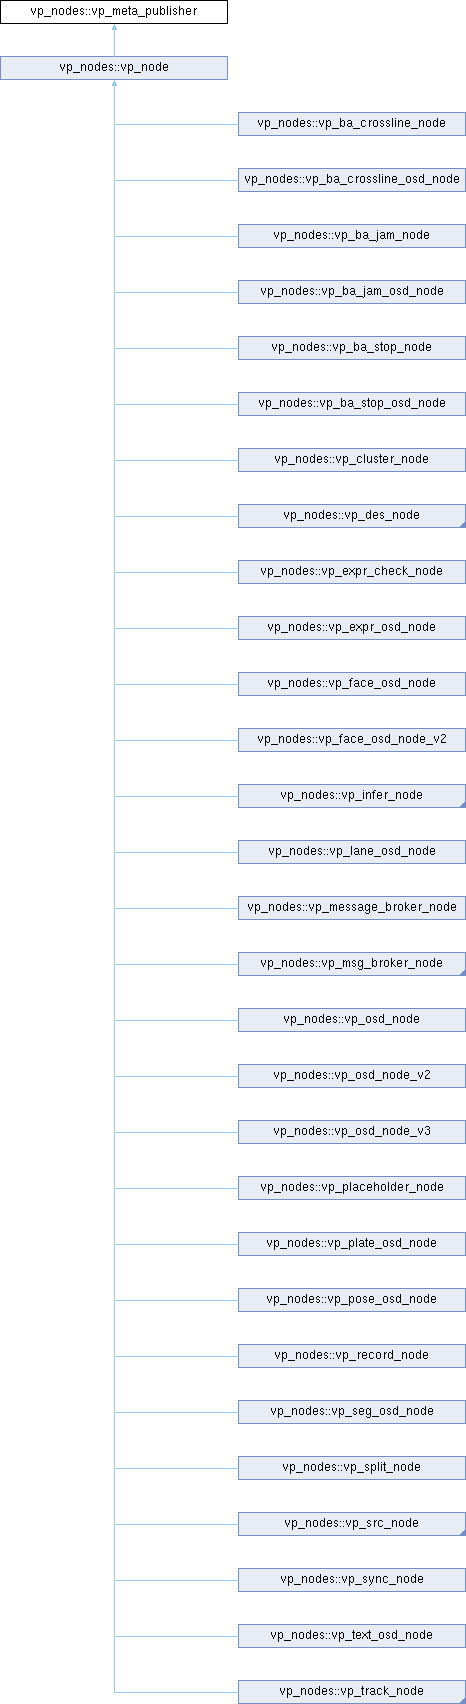 vp_nodes::vp_meta_publisher
vp_nodes::vp_node
vp_nodes::vp_ba_crossline_node
vp_nodes::vp_ba_crossline_osd_node
vp_nodes::vp_ba_jam_node
vp_nodes::vp_ba_jam_osd_node
vp_nodes::vp_ba_stop_node
vp_nodes::vp_ba_stop_osd_node
vp_nodes::vp_cluster_node
vp_nodes::vp_des_node
vp_nodes::vp_expr_check_node
vp_nodes::vp_expr_osd_node
vp_nodes::vp_face_osd_node
vp_nodes::vp_face_osd_node_v2
vp_nodes::vp_infer_node
vp_nodes::vp_lane_osd_node
vp_nodes::vp_message_broker_node
vp_nodes::vp_msg_broker_node
vp_nodes::vp_osd_node
vp_nodes::vp_osd_node_v2
vp_nodes::vp_osd_node_v3
vp_nodes::vp_placeholder_node
vp_nodes::vp_plate_osd_node
vp_nodes::vp_pose_osd_node
vp_nodes::vp_record_node
vp_nodes::vp_seg_osd_node
vp_nodes::vp_split_node
vp_nodes::vp_src_node
vp_nodes::vp_sync_node
vp_nodes::vp_text_osd_node
vp_nodes::vp_track_node